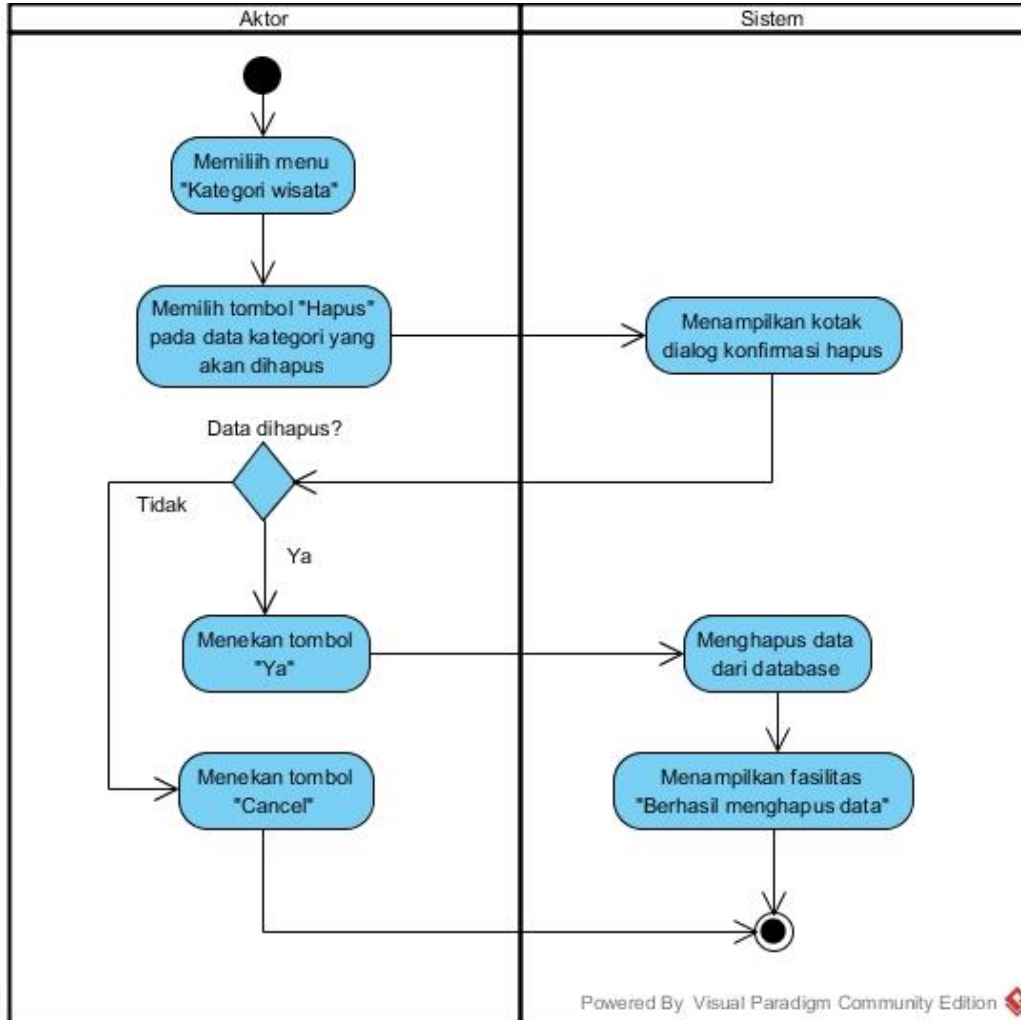 Aktor
Sistem
Memiliih menu
"Kategori wisata"
Memilih tombol "Hapus"
pada data kategori yang
akan dihapus
Menampilkan kotak
dialog konfirmasi hapus
Data dihapus?
Tidak
Ya
Menekan tombol
"Ya"
Menghapus data
dari database
Menekan tombol
"Cancel"
Menampilkan fasilitas
"Berhasil menghapus data"
Powered By Visual Paradigm Community Edition